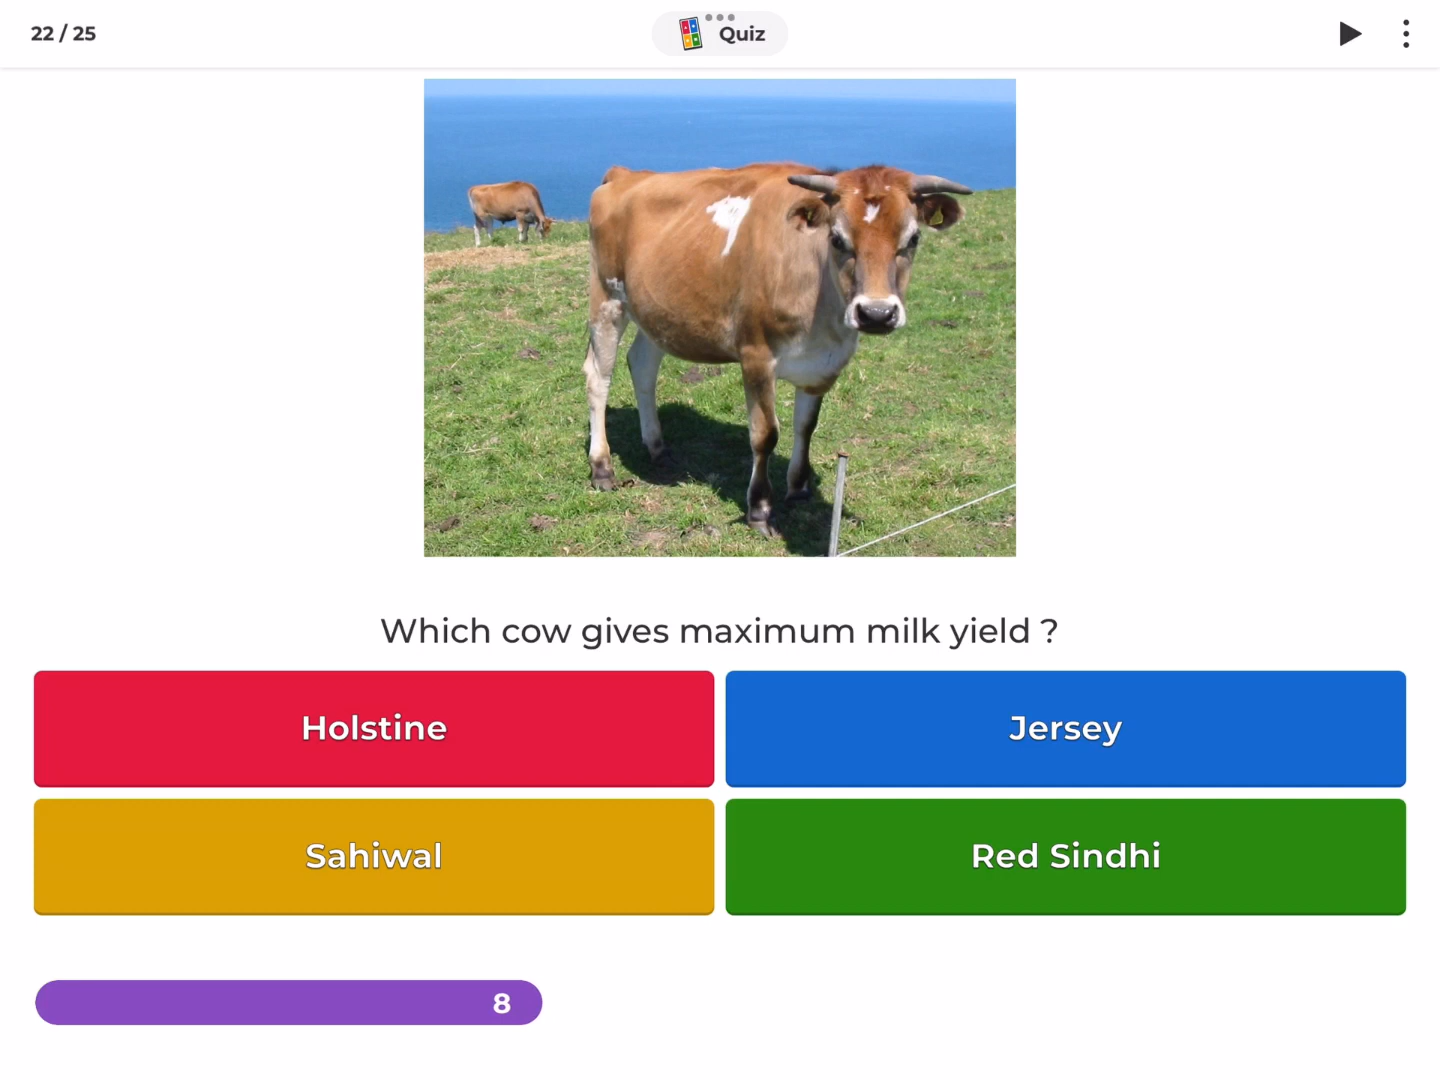 22 / 25
Quiz
Which cow gives maximum milk yield ?
Holstine
Jersey
Sahiwal
Red Sindhi
8